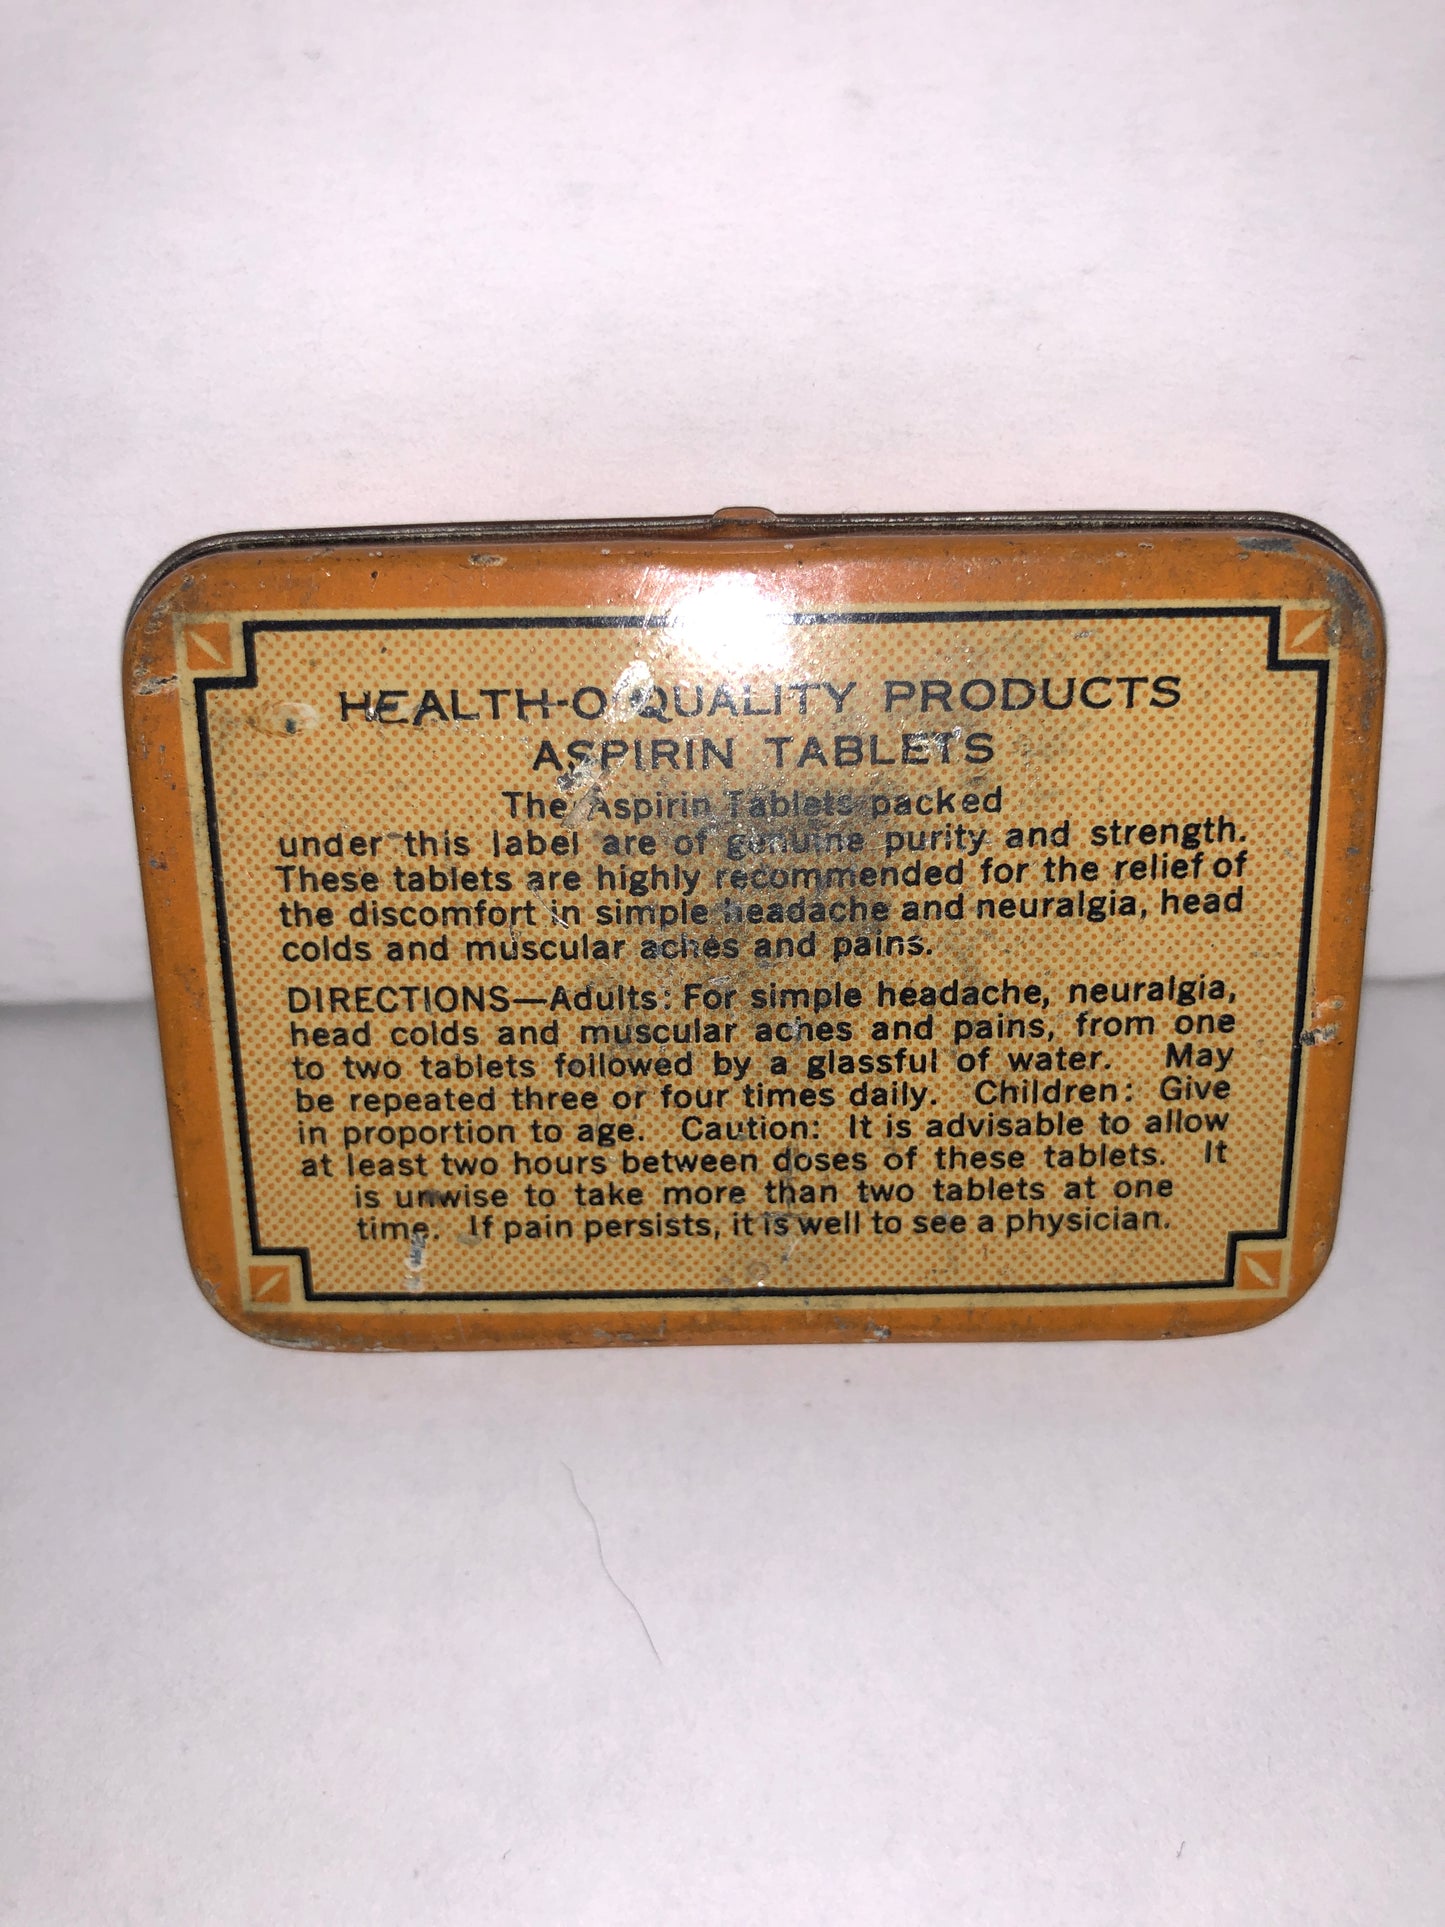 HEALTH-O QUALITY PRODUCTS
ASPIRIN TABLETS
The Aspirin Tablets packed
under this label are of genuine purity and strength.
These tablets are highly recommended for the relief of
the discomfort in simple headache and neuralgia, head
colds and muscular aches and pains.
DIRECTIONS—Adults: For simple headache, neuralgia,
head colds and muscular aches and pains, from one
to two tablets followed by a glassful of water. May
be repeated three or four times daily. Children: Give
in proportion to age. Caution: It is advisable to allow
at least two hours between doses of these tablets. It
is unwise to take more than two tablets at one
time. If pain persists, it is well to see a physician.